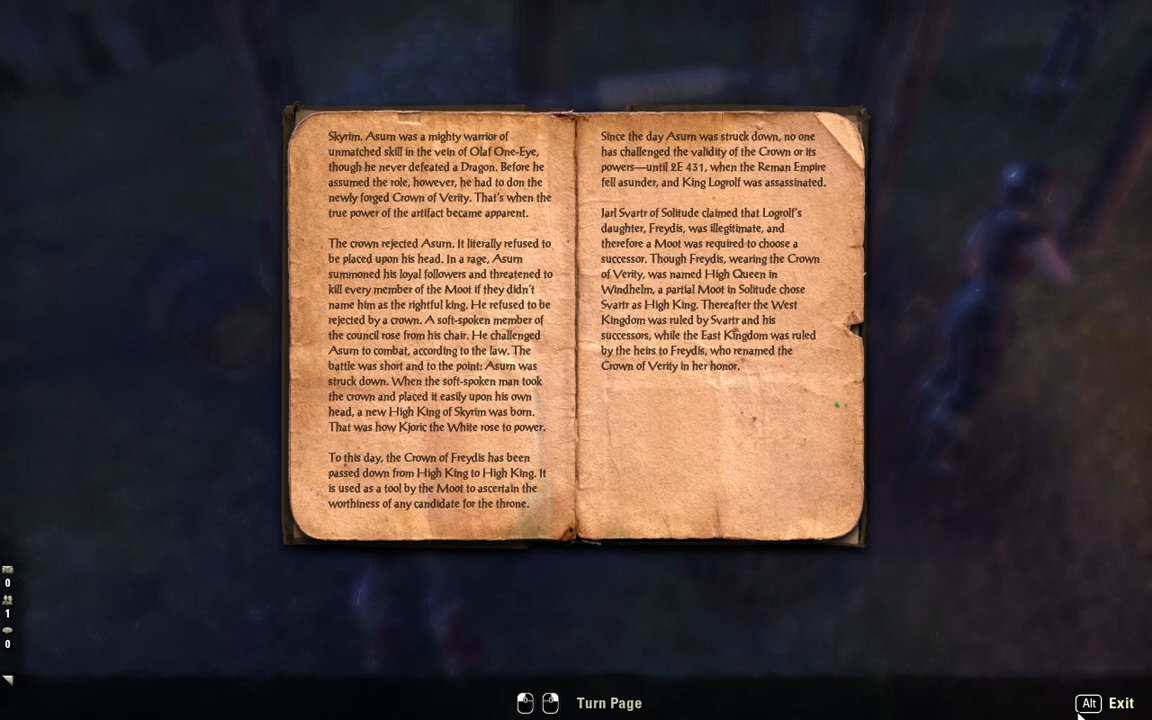 Skyrim. Asurn was a mighty warrior of
unmatched skill in the vein of Olaf One-Eye,
though he never defeated a Dragon. Before he
assumed the role, however, he had to don the
newly forged Crown of Verity. That's when the
true power of the artifact became apparent.
The crown rejected Asurn. It literally refused to
be placed upon his head. In a rage, Asurn
summoned his loyal followers and threatened to
kill every member of the Moot if they didn't
name him as the rightful king. He refused to be
rejected by a crown. A soft-spoken member of
the council rose from his chair. He challenged
Asurn to combat, according to the law. The
battle was short and to the point: Asurn was
struck down. When the soft-spoken man took
the crown and placed it easily upon his own
head, a new High King of Skyrim was born.
That was how Kjoric the White rose to power.
To this day, the Crown of Freydis has been
passed down from High King to High King. It
is used as a tool by the Moot to ascertain the
worthiness of any candidate for the throne.
Since the day Asurn was struck down, no one
has challenged the validity of the Crown or its
powers—until 2E 431, when the Reman Empire
fell asunder, and King Logrolf was assassinated.
Jarl Svartr of Solitude claimed that Logrolf's
daughter, Freydis, was illegitimate, and
therefore a Moot was required to choose a
successor. Though Freydis, wearing the Crown
of Verity, was named High Queen in
Windhelm, a partial Moot in Solitude chose
Svartr as High King. Thereafter the West
Kingdom was ruled by Svartr and his
successors, while the East Kingdom was ruled
by the heirs to Freydis, who renamed the
Crown of Verity in her honor.
0
1
0
Turn Page
Alt Exit